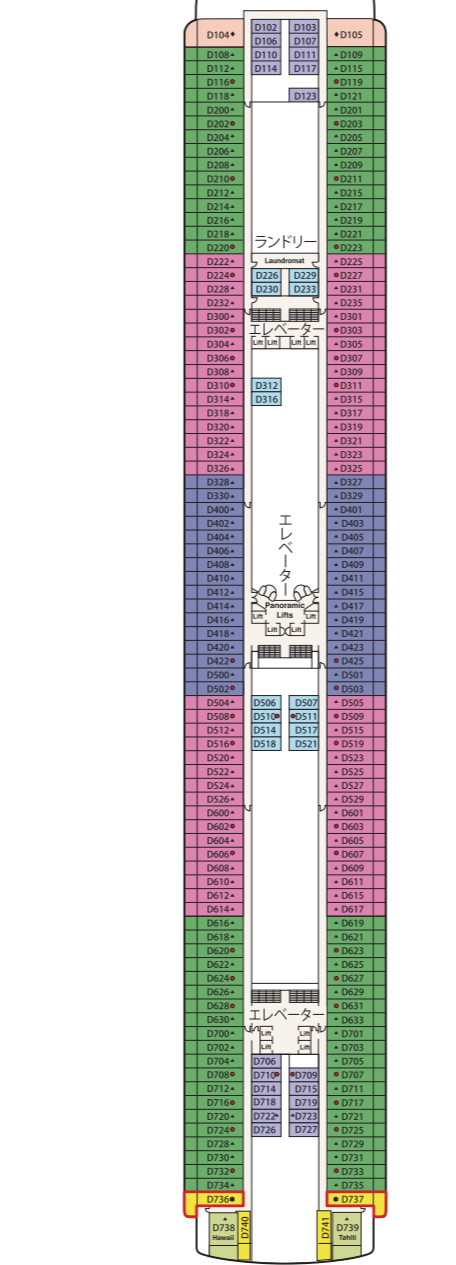 D104♦ D102 D103 ♦D105
D106 D107
D108▲ D110 D111 ▲D109
D112▲ D114 D117 ▲D115
D116● ●D119
D118▲ D123 ▲D121
D200▲ ▲D201
D202● ●D203
D204▲ ▲D205
D206▲ ▲D207
D208▲ ▲D209
D210● ●D211
D212▲ ▲D215
D214▲ ▲D217
D216▲ ▲D219
D218▲ ▲D221
D220● ランドリー ●D223
D222▲ Laundromat ▲D225
D224● D226 D229 ●D227
D228▲ D230 D233 ▲D231
D232▲ ▲D235
D300▲ ▲D301
D302● エレベーター ●D303
D304▲ Lift Lift Lift Lift ▲D305
D306● ●D307
D308▲ ▲D309
D310● D312 ●D311
D314▲ D316 ▲D315
D318▲ ▲D317
D320▲ ▲D319
D322▲ ▲D321
D324▲ ▲D323
D326▲ ▲D325
D328▲ ▲D327
D330▲ ▲D329
D400▲ ▲D401
D402▲ エレベーター ▲D403
D404▲ ▲D405
D406▲ ▲D407
D408▲ ▲D409
D410▲ ▲D411
D412▲ ▲D415
D414▲ Panoramic Lifts ▲D417
D416▲ Lift Lift ▲D419
D418▲ Lift Lift ▲D421
D420▲ ▲D423
D422● ●D425
D500▲ ▲D501
D502● ●D503
D504▲ D506 D507 ▲D505
D508● D510● ●D511 ●D509
D512▲ D514 D517 ▲D515
D516● D518 D521 ●D519
D520▲ ▲D523
D522▲ ▲D525
D524▲ ▲D527
D526▲ ▲D529
D600▲ ▲D601
D602● ●D603
D604▲ ▲D605
D606● ●D607
D608▲ ▲D609
D610▲ ▲D611
D612▲ ▲D615
D614▲ ▲D617
D616▲ ▲D619
D618▲ ▲D621
D620● ●D623
D622▲ ▲D625
D624● ●D627
D626▲ ▲D629
D628● ●D631
D630▲ エレベーター ▲D633
D700▲ Lift Lift ▲D701
D702▲ Lift Lift ▲D703
D704▲ D706 ▲D705
D708● D710● ●D709 ●D707
D712▲ D714 D715 ▲D711
D716● D718 D719 ●D717
D720▲ D722▲ ▲D723 ▲D721
D724● D726 D727 ●D725
D728▲ ▲D729
D730▲ ▲D731
D732● ●D733
D734▲ ▲D735
D736✱ ✱D737
▲ D740 D741 ▲
D738 D739
Hawaii Tahiti